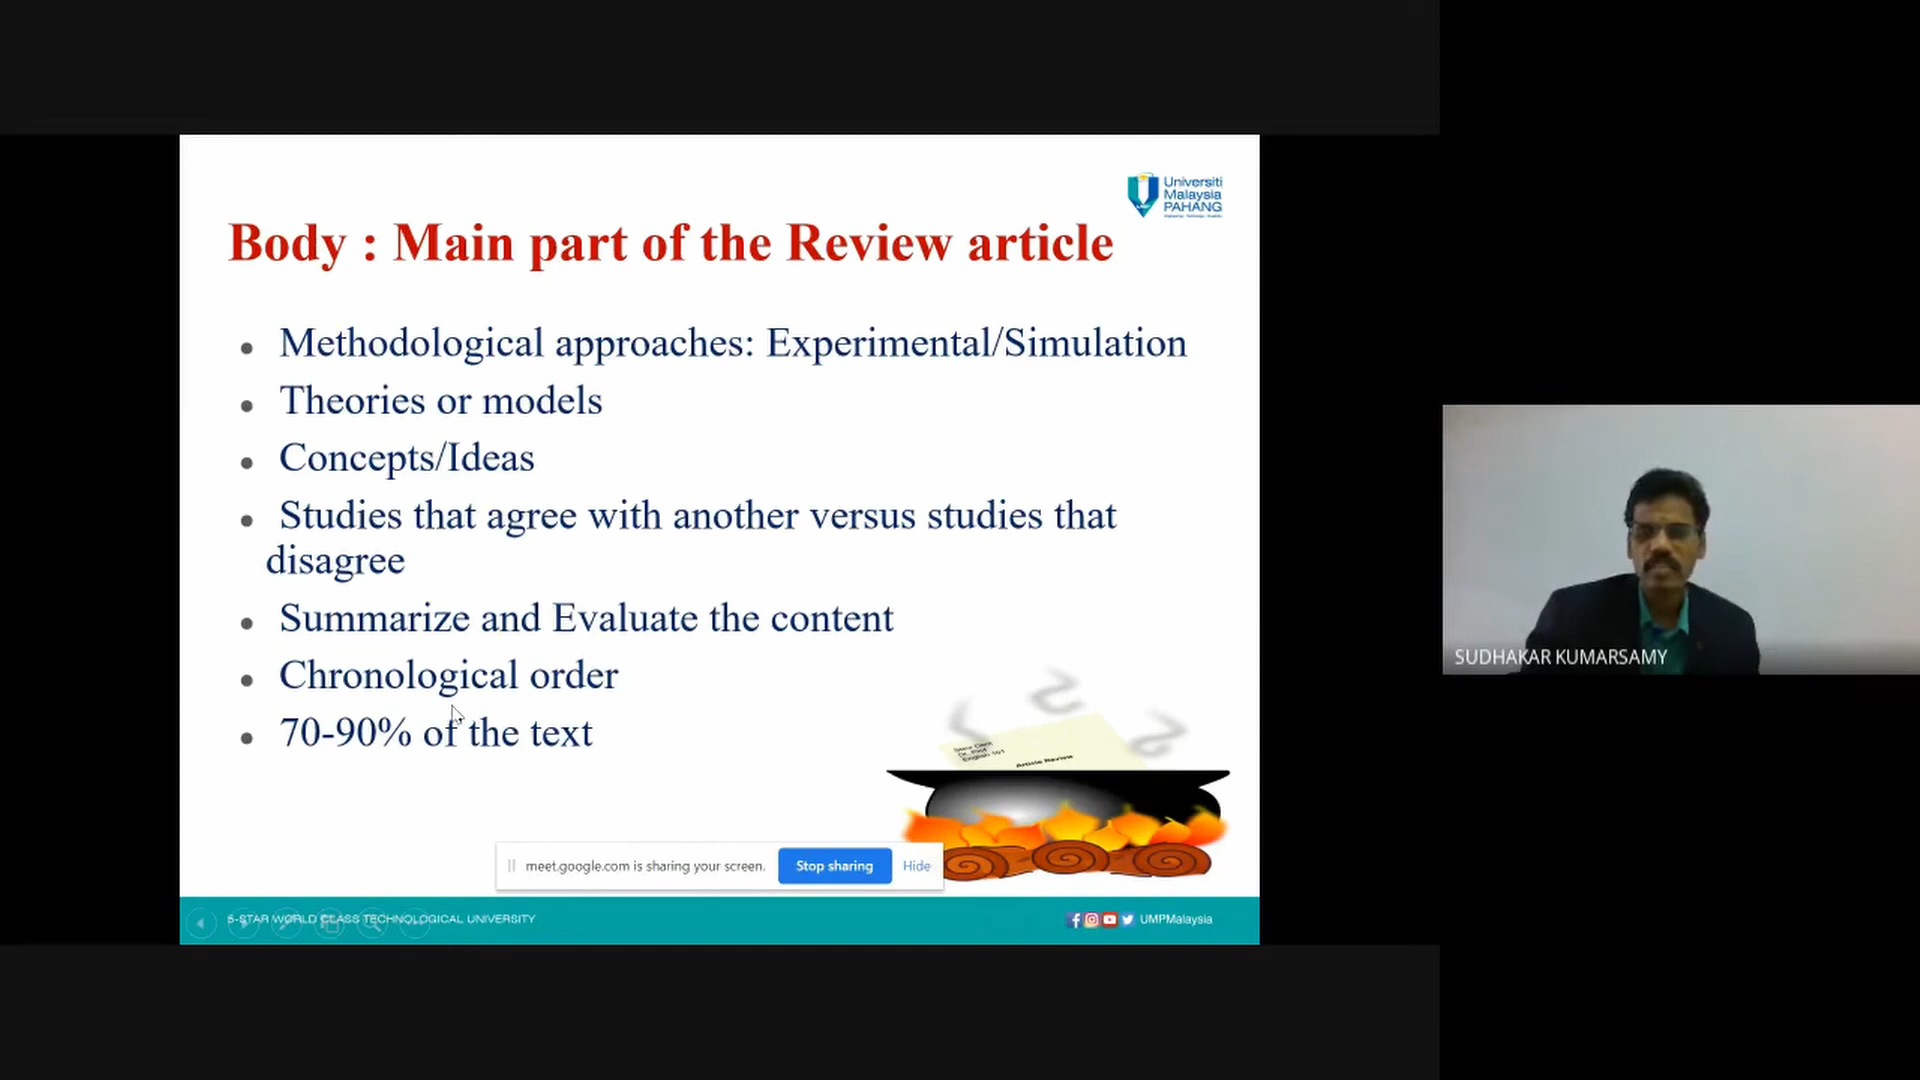 Universiti
Malaysia
PAHANG
Body : Main part of the Review article
• Methodological approaches: Experimental/Simulation
• Theories or models
• Concepts/Ideas
• Studies that agree with another versus studies that
disagree
• Summarize and Evaluate the content
• Chronological order
• 70-90% of the text
English 101
Article Review
meet.google.com is sharing your screen.
Stop sharing
Hide
5-STAR WORLD CLASS TECHNOLOGICAL UNIVERSITY
UMPMalaysia
SUDHAKAR KUMARSAMY